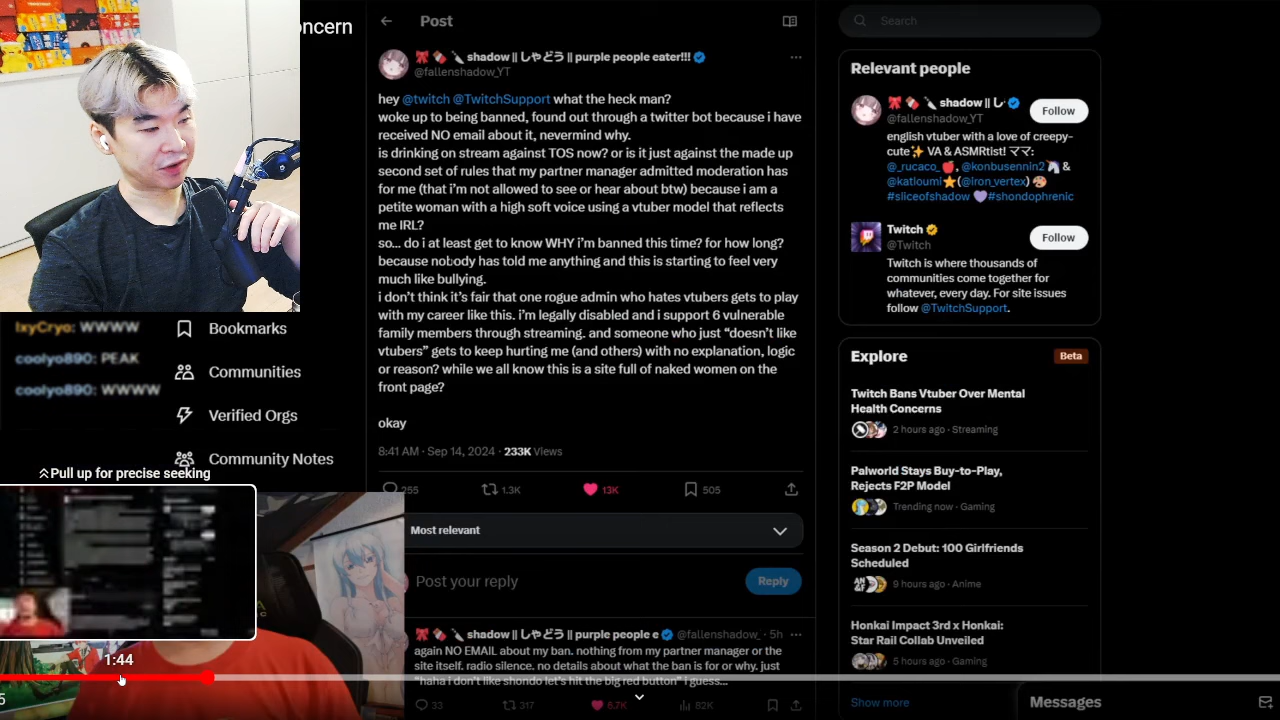 ncern
Post
shadow || しゃどう || purple people eater!!!
@fallenshadow_YT
hey @twitch @TwitchSupport what the heck man?
woke up to being banned, found out through a twitter bot because i have
received NO email about it, nevermind why.
is drinking on stream against TOS now? or is it just against the made up
second set of rules that my partner manager admitted moderation has
for me (that i'm not allowed to see or hear about btw) because i am a
petite woman with a high soft voice using a vtuber model that reflects
me IRL?
so... do i at least get to know WHY i'm banned this time? for how long?
because nobody has told me anything and this is starting to feel very
much like bullying.
i don't think it's fair that one rogue admin who hates vtubers gets to play
with my career like this. i'm legally disabled and i support 6 vulnerable
family members through streaming. and someone who just "doesn't like
vtubers" gets to keep hurting me (and others) with no explanation, logic
or reason? while we all know this is a site full of naked women on the
front page?
okay
8:41 AM · Sep 14, 2024 · 233K Views
255
1.3K
13K
505
Most relevant
Post your reply
Reply
shadow || しゃどう || purple people e @fallenshadow_ · 5h
again NO EMAIL about my ban. nothing from my partner manager or the
site itself. radio silence. no details about what the ban is for or why. just
"haha i don't like shondo let's hit the big red button" i guess...
33
317
6.7K
82K
IxyCryo: WWWW
coolyo890: PEAK
coolyo890: WWWW
Bookmarks
Communities
Verified Orgs
Community Notes
Pull up for precise seeking
1:44
5
Search
Relevant people
shadow || し
@fallenshadow_YT
Follow
english vtuber with a love of creepy-
cute✨ VA & ASMRtist! ママ:
@_rucaco_🍎, @konbusennin2🦄 &
@katioumi⭐(@iron_vertex)🎨
#sliceofshadow 💜#shondophrenic
Twitch
@Twitch
Follow
Twitch is where thousands of
communities come together for
whatever, every day. For site issues
follow @TwitchSupport.
Explore
Beta
Twitch Bans Vtuber Over Mental
Health Concerns
2 hours ago · Streaming
Palworld Stays Buy-to-Play,
Rejects F2P Model
Trending now · Gaming
Season 2 Debut: 100 Girlfriends
Scheduled
9 hours ago · Anime
Honkai Impact 3rd x Honkai:
Star Rail Collab Unveiled
5 hours ago · Gaming
Show more
Messages